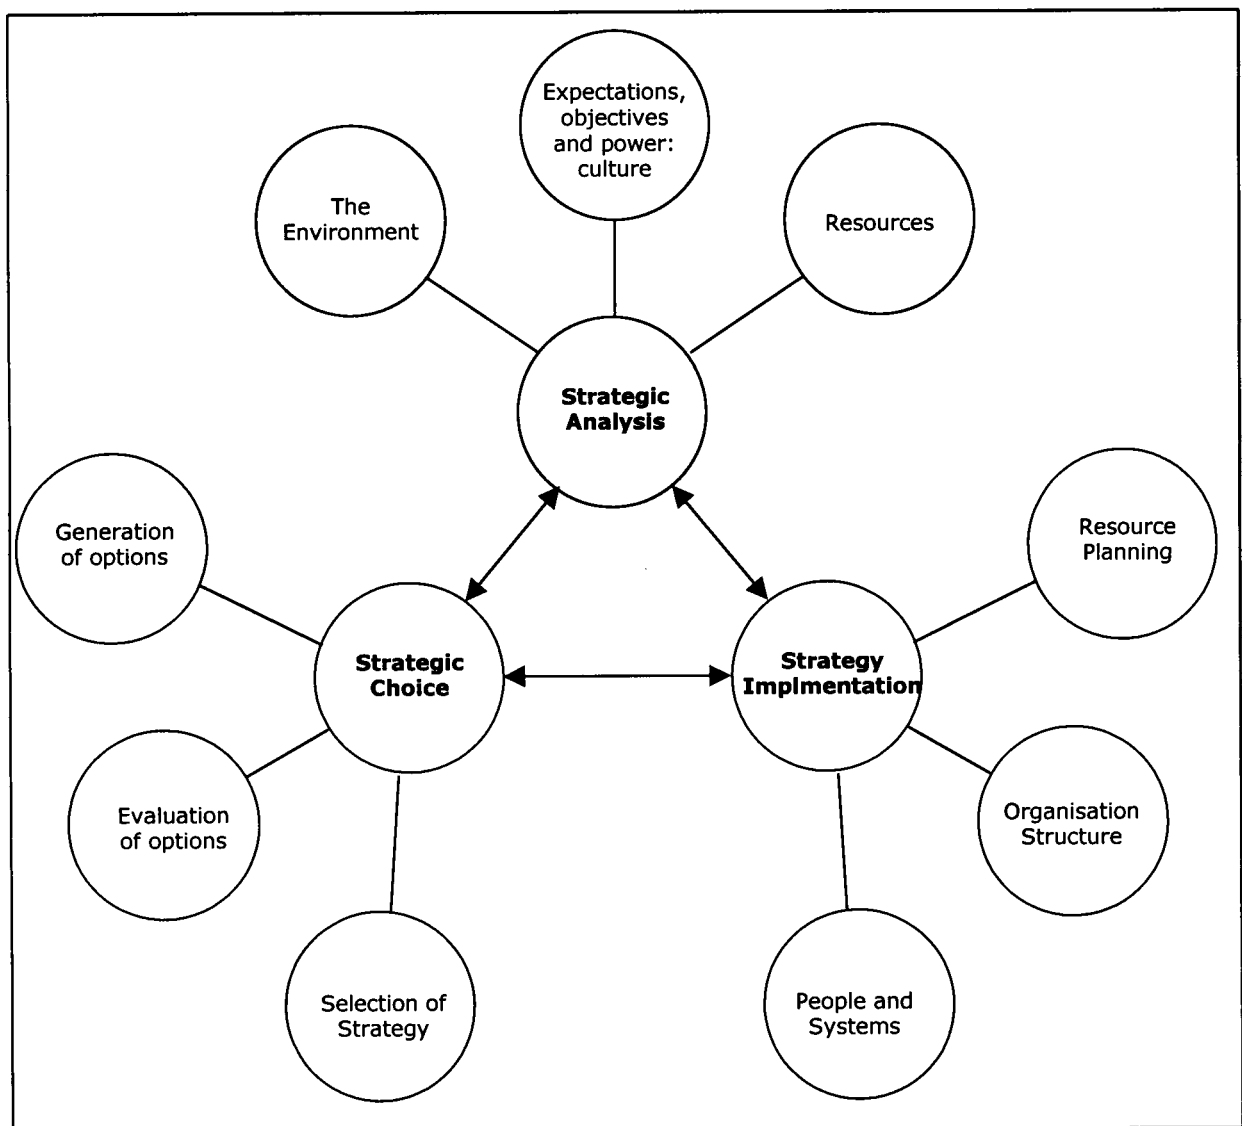 Expectations,
objectives
and power:
culture
The
Environment
Resources
Strategic
Analysis
Generation
of options
Resource
Planning
Strategic
Choice
Strategy
Implmentation
Evaluation
of options
Organisation
Structure
Selection of
Strategy
People and
Systems